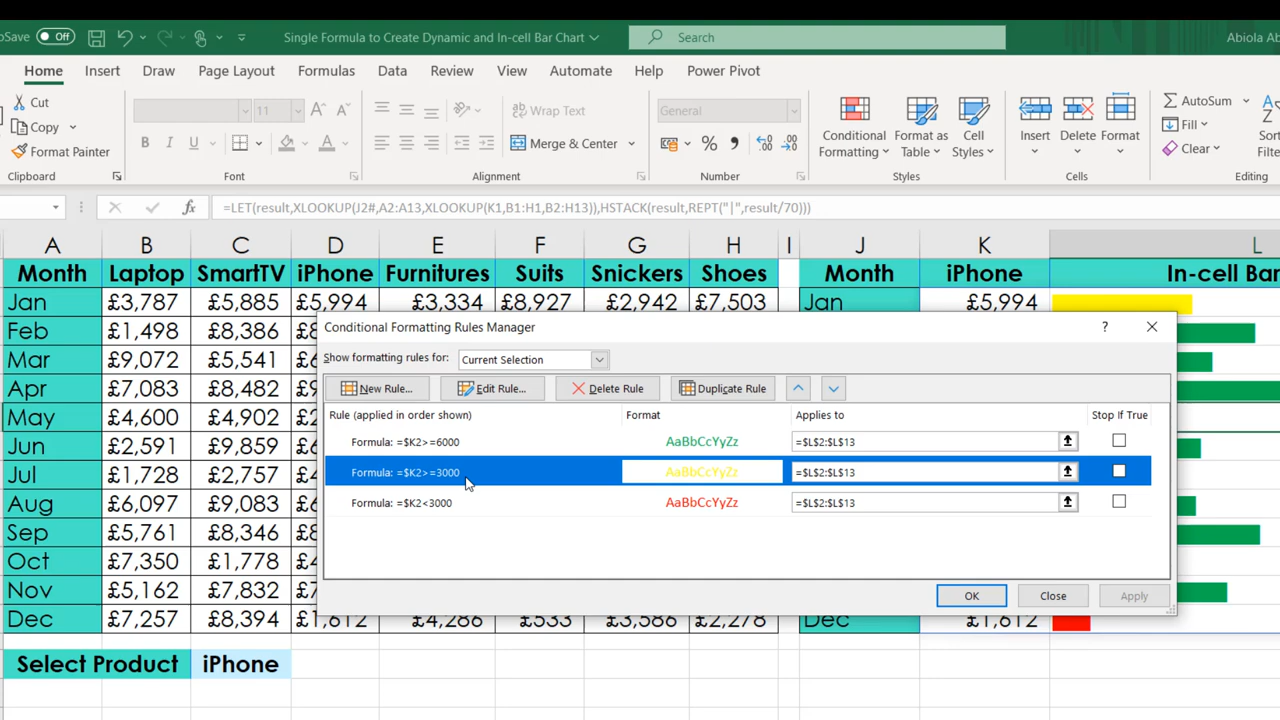 oSave Off Single Formula to Create Dynamic and In-cell Bar Chart Search Abiola Ab
Home Insert Draw Page Layout Formulas Data Review View Automate Help Power Pivot
Cut
Copy
Format Painter
Clipboard
11
B I U
Font
Wrap Text
Merge & Center
Alignment
General
Number
Conditional Formatting
Format as Table
Cell Styles
Styles
Insert Delete Format
Cells
AutoSum
Fill
Clear
Sort
Filte
Editing
=LET(result,XLOOKUP(J2#,A2:A13,XLOOKUP(K1,B1:H1,B2:H13)),HSTACK(result,REPT("|",result/70)))
A B C D E F G H I J K L
Month Laptop SmartTV iPhone Furnitures Suits Snickers Shoes Month iPhone In-cell Bar
Jan £3,787 £5,885 £5,994 £3,334 £8,927 £2,942 £7,503 Jan £5,994
Feb £1,498 £8,386
Mar £9,072 £5,541
Apr £7,083 £8,482
May £4,600 £4,902
Jun £2,591 £9,859
Jul £1,728 £2,757
Aug £6,097 £9,083
Sep £5,761 £8,346
Oct £7,350 £1,778
Nov £5,162 £7,832
Dec £7,257 £8,394 £1,612 £4,286 £533 £3,586 £2,278 Dec £1,612
Select Product iPhone
Conditional Formatting Rules Manager ?
Show formatting rules for: Current Selection
New Rule... Edit Rule... Delete Rule Duplicate Rule
Rule (applied in order shown) Format Applies to Stop If True
Formula: =$K2>=6000 AaBbCcYyZz =$L$2:$L$13
Formula: =$K2>=3000 AaBbCcYyZz =$L$2:$L$13
Formula: =$K2<3000 AaBbCcYyZz =$L$2:$L$13
OK Close Apply